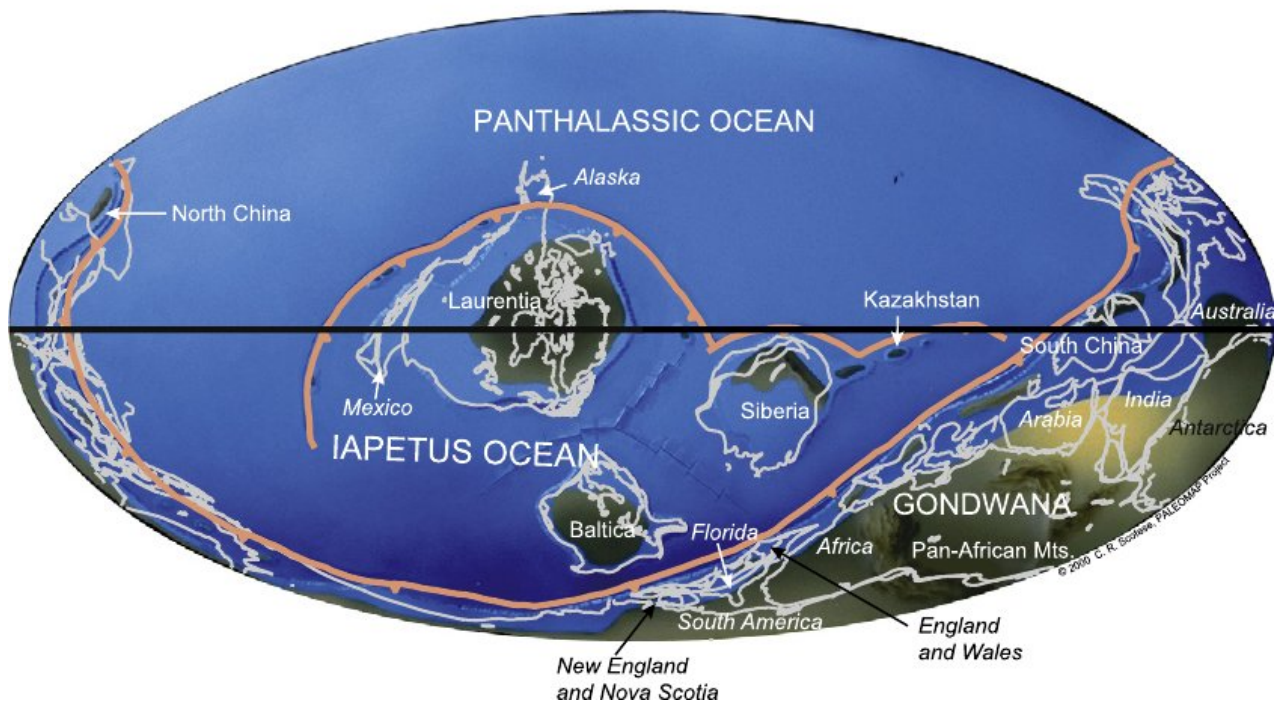 PANTHALASSIC OCEAN
Alaska
North China
Laurentia
Kazakhstan
Australia
South China
Mexico
Siberia
Arabia
India
Antarctica
IAPETUS OCEAN
GONDWANA
Baltica
Florida
Africa
Pan-African Mts.
© 2000 C. R. Scotese, PALEOMAP Project
South America
England
and Wales
New England
and Nova Scotia